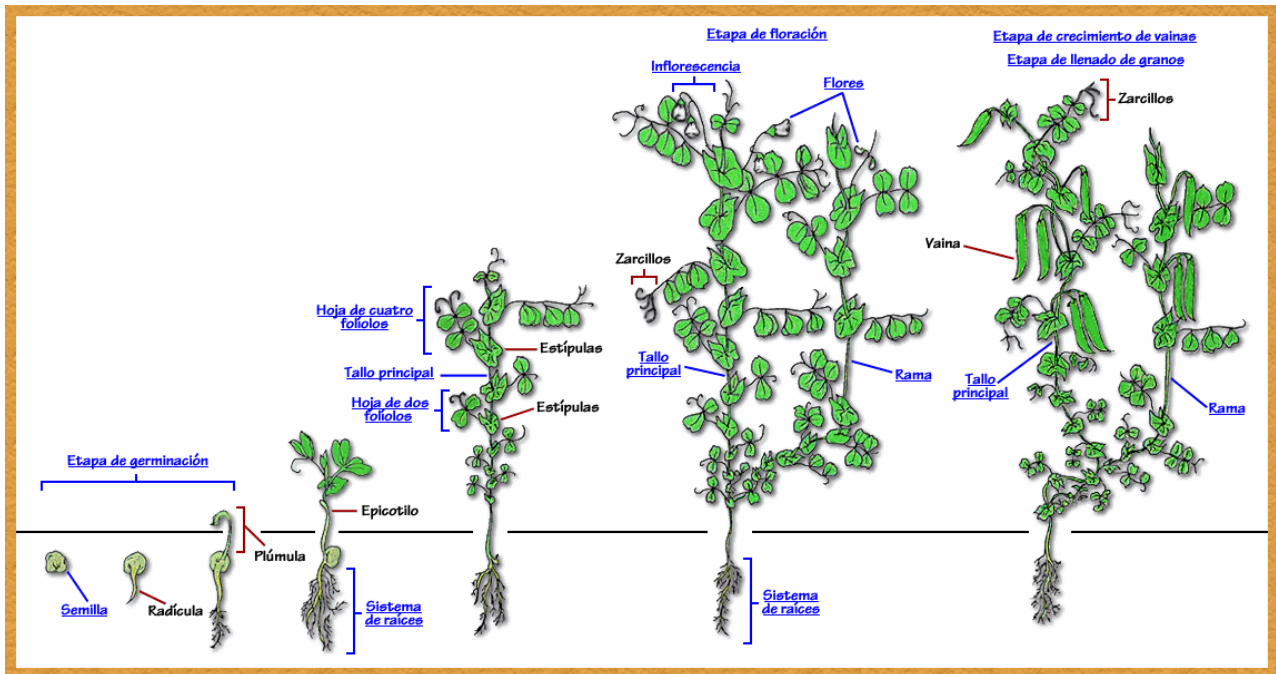 Etapa de floración
Etapa de crecimiento de vainas
Etapa de llenado de granos
Inflorescencia
Flores
Zarcillos
Vaina
Zarcillos
Hoja de cuatro
folíolos
Estípulas
Tallo principal
Hoja de dos
folíolos
Estípulas
Tallo
principal
Rama
Tallo
principal
Rama
Etapa de germinación
Epicotilo
Plúmula
Semilla
Radícula
Sistema
de raíces
Sistema
de raíces